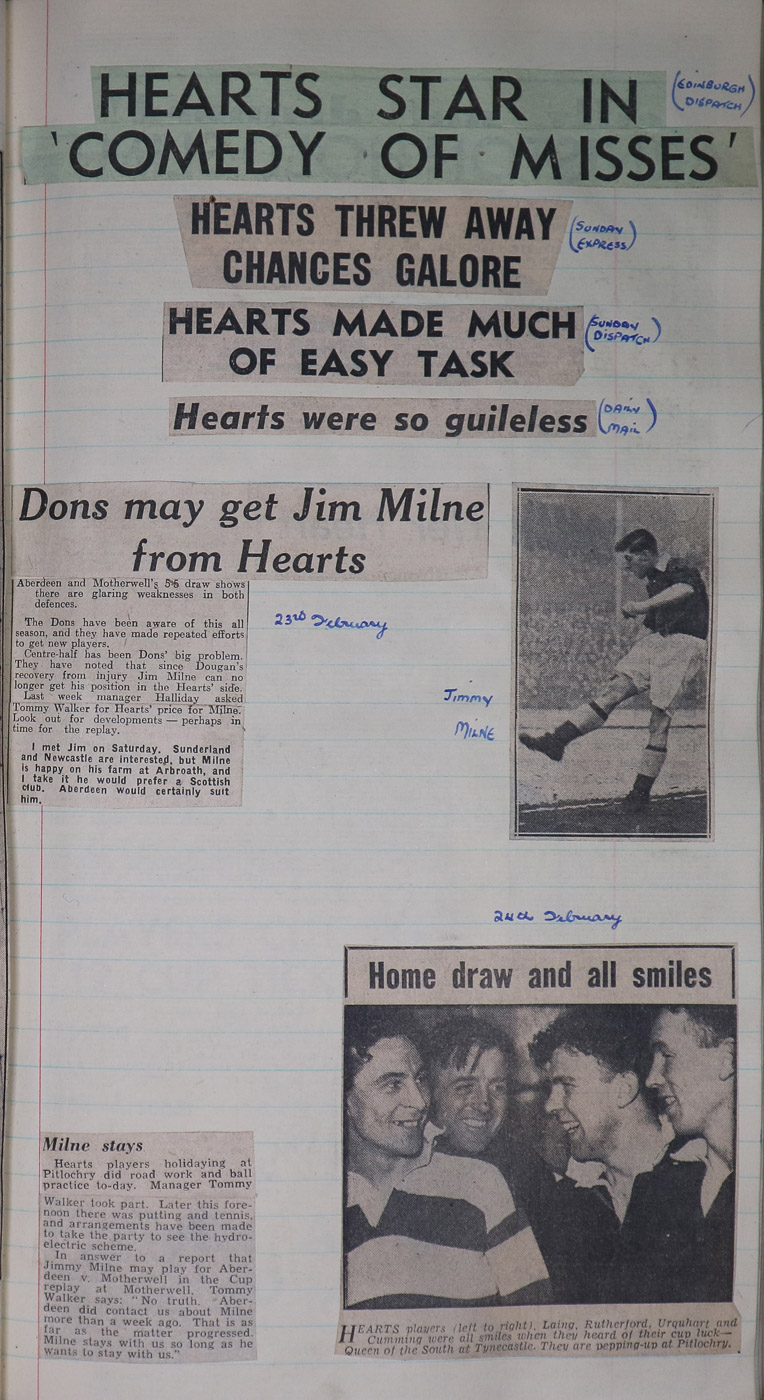 HEARTS STAR IN
'COMEDY OF MISSES'
(EDINBURGH
DISPATCH)
HEARTS THREW AWAY
CHANCES GALORE
(SUNDAY
EXPRESS)
HEARTS MADE MUCH
OF EASY TASK
(SUNDAY
DISPATCH)
Hearts were so guileless
(DAILY
MAIL)
Dons may get Jim Milne
from Hearts
Aberdeen and Motherwell's 5-5 draw shows
there are glaring weaknesses in both
defences.
The Dons have been aware of this all
season, and they have made repeated efforts
to get new players.
Centre-half has been Dons' big problem.
They have noted that since Dougan's
recovery from injury Jim Milne can no
longer get his position in the Hearts' side.
Last week manager Halliday asked
Tommy Walker for Hearts' price for Milne.
Look out for developments — perhaps in
time for the replay.
I met Jim on Saturday. Sunderland
and Newcastle are interested, but Milne
is happy on his farm at Arbroath, and
I take it he would prefer a Scottish
club. Aberdeen would certainly suit
him.
23rd February
Jimmy
MILNE
24th February
Home draw and all smiles
HEARTS players (left to right), Laing, Rutherford, Urquhart and
Cumming were all smiles when they heard of their cup luck—
Queen of the South at Tynecastle. They are pepping-up at Pitlochry.
Milne stays
Hearts players holidaying at
Pitlochry did road work and ball
practice to-day. Manager Tommy
Walker took part. Later this fore-
noon there was putting and tennis,
and arrangements have been made
to take the party to see the hydro-
electric scheme.
In answer to a report that
Jimmy Milne may play for Aber-
deen v. Motherwell in the Cup
replay at Motherwell, Tommy
Walker says: "No truth. Aber-
deen did contact us about Milne
more than a week ago. That is as
far as the matter progressed.
Milne stays with us so long as he
wants to stay with us."